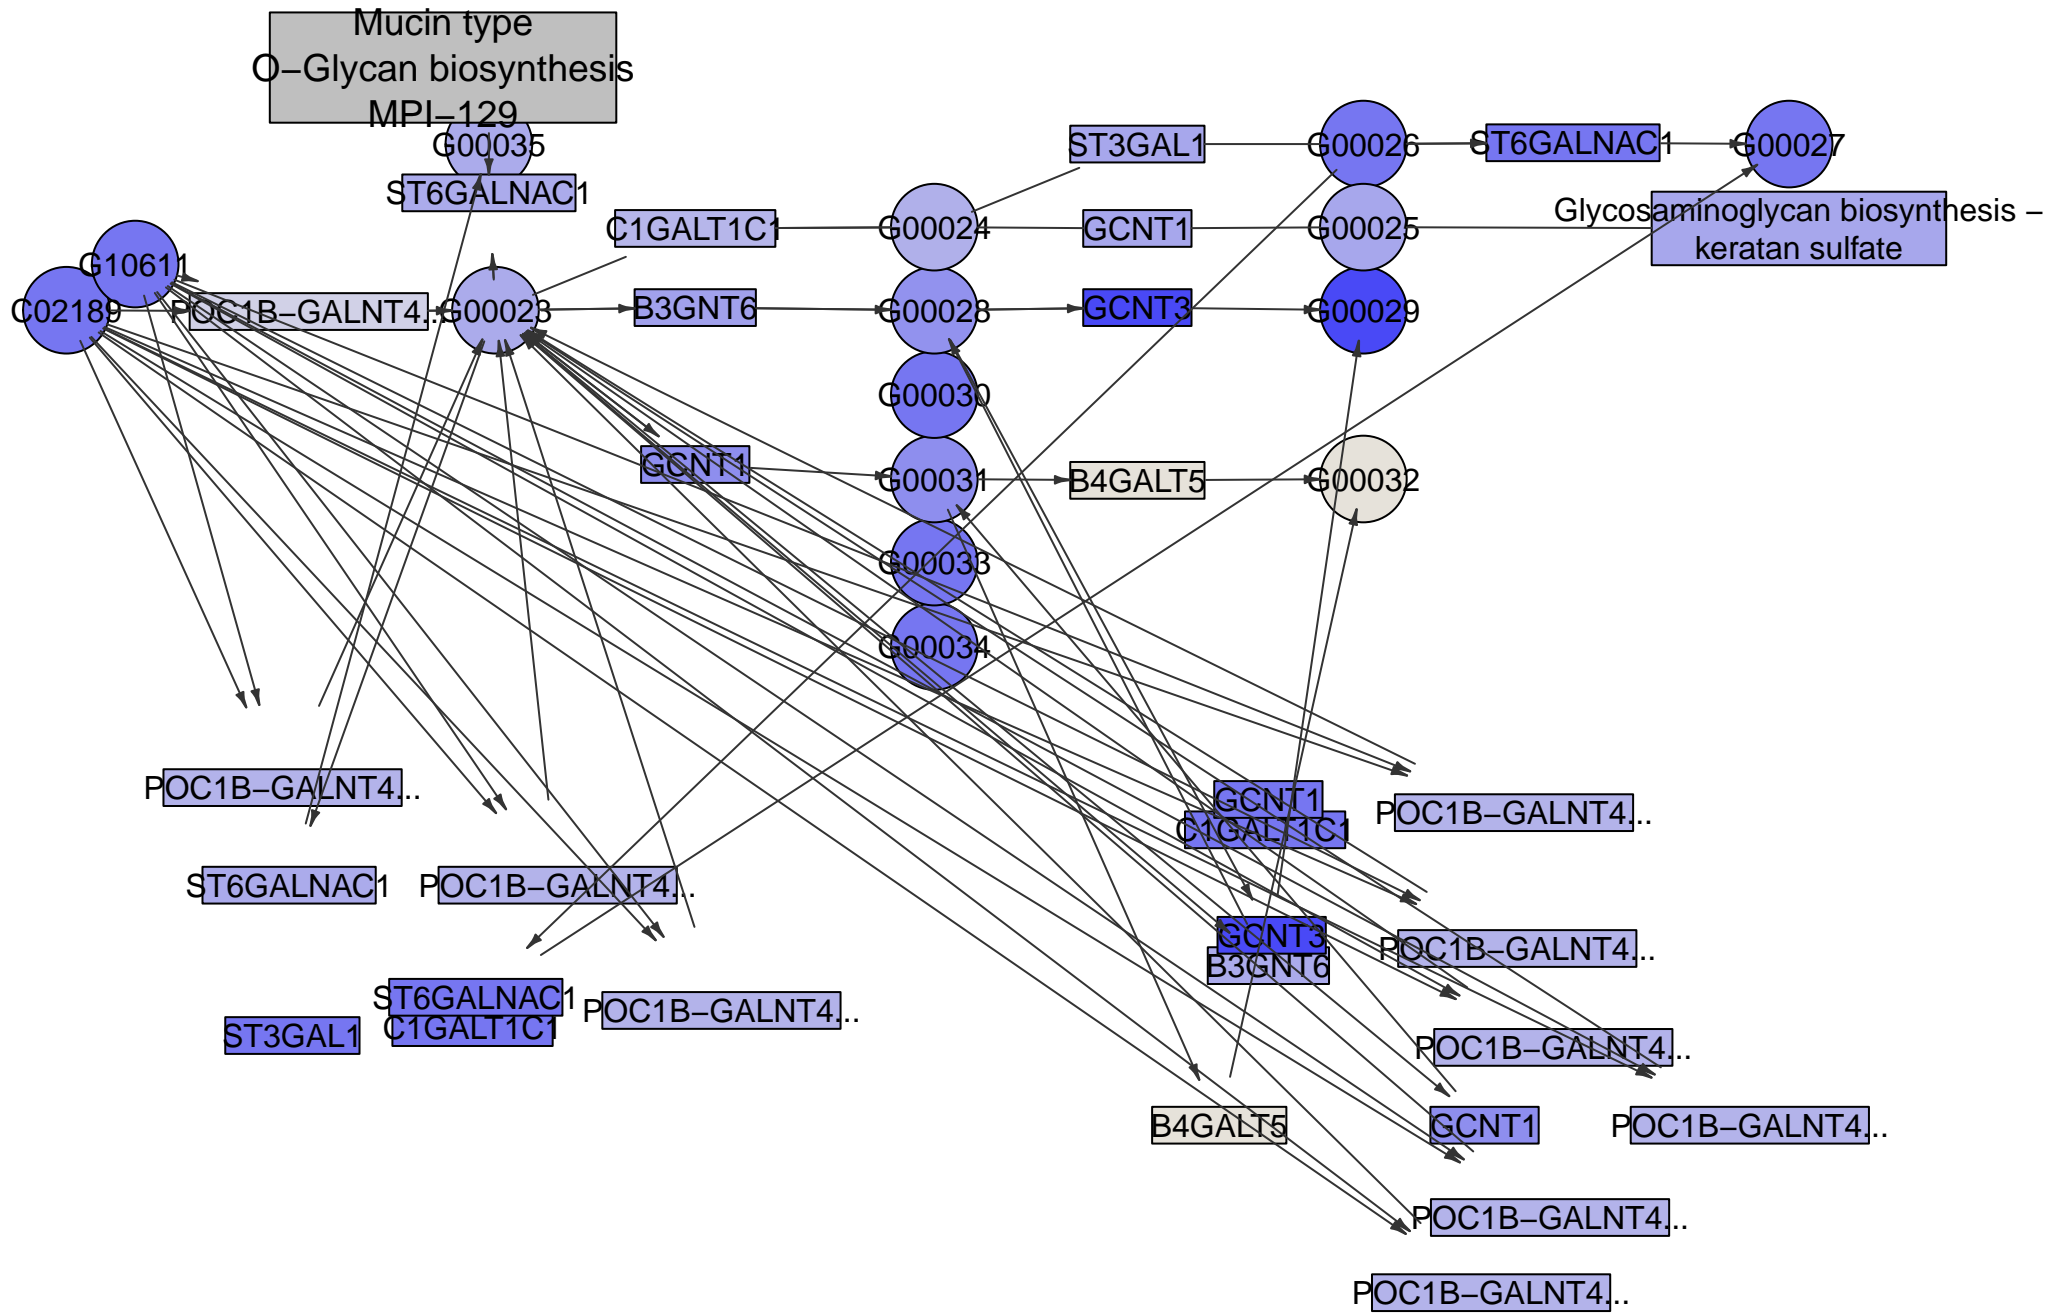 Mucin type
O−Glycan biosynthesis
MPI−129
G00035
ST3GAL1
G00026
ST6GALNAC1
G00027
ST6GALNAC1
Glycosaminoglycan biosynthesis −
keratan sulfate
C1GALT1C1
G00024
GCNT1
G00025
G10611
C02189
POC1B−GALNT4...
G00023
B3GNT6
G00028
GCNT3
G00029
G00030
GCNT1
G00031
B4GALT5
G00032
G00033
G00034
POC1B−GALNT4...
GCNT1
POC1B−GALNT4...
C1GALT1C1
ST6GALNAC1
POC1B−GALNT4...
GCNT3
POC1B−GALNT4...
B3GNT6
ST6GALNAC1
POC1B−GALNT4...
ST3GAL1
C1GALT1C1
POC1B−GALNT4...
B4GALT5
GCNT1
POC1B−GALNT4...
POC1B−GALNT4...
POC1B−GALNT4...